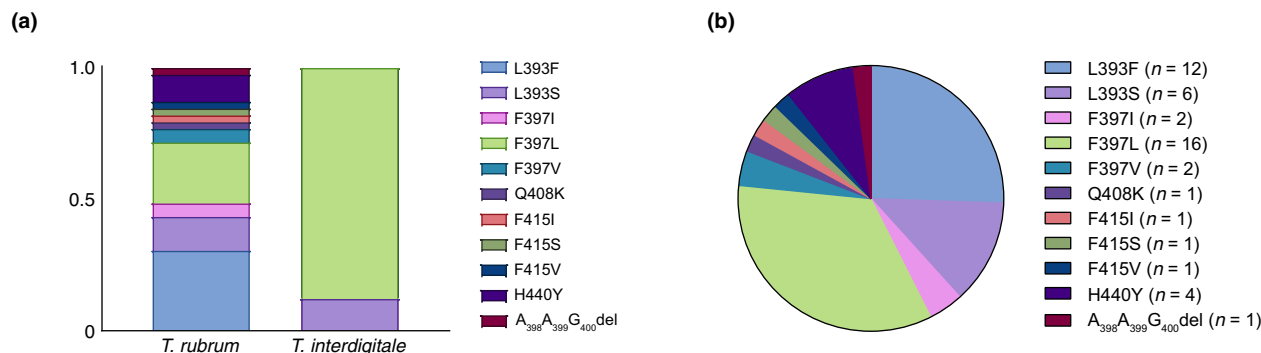 (a)
1.0
0.5
0
T. rubrum
T. interdigitale
L393F
L393S
F397I
F397L
F397V
Q408K
F415I
F415S
F415V
H440Y
A₃₉₈A₃₉₉G₄₀₀del
(b)
L393F (n = 12)
L393S (n = 6)
F397I (n = 2)
F397L (n = 16)
F397V (n = 2)
Q408K (n = 1)
F415I (n = 1)
F415S (n = 1)
F415V (n = 1)
H440Y (n = 4)
A₃₉₈A₃₉₉G₄₀₀del (n = 1)